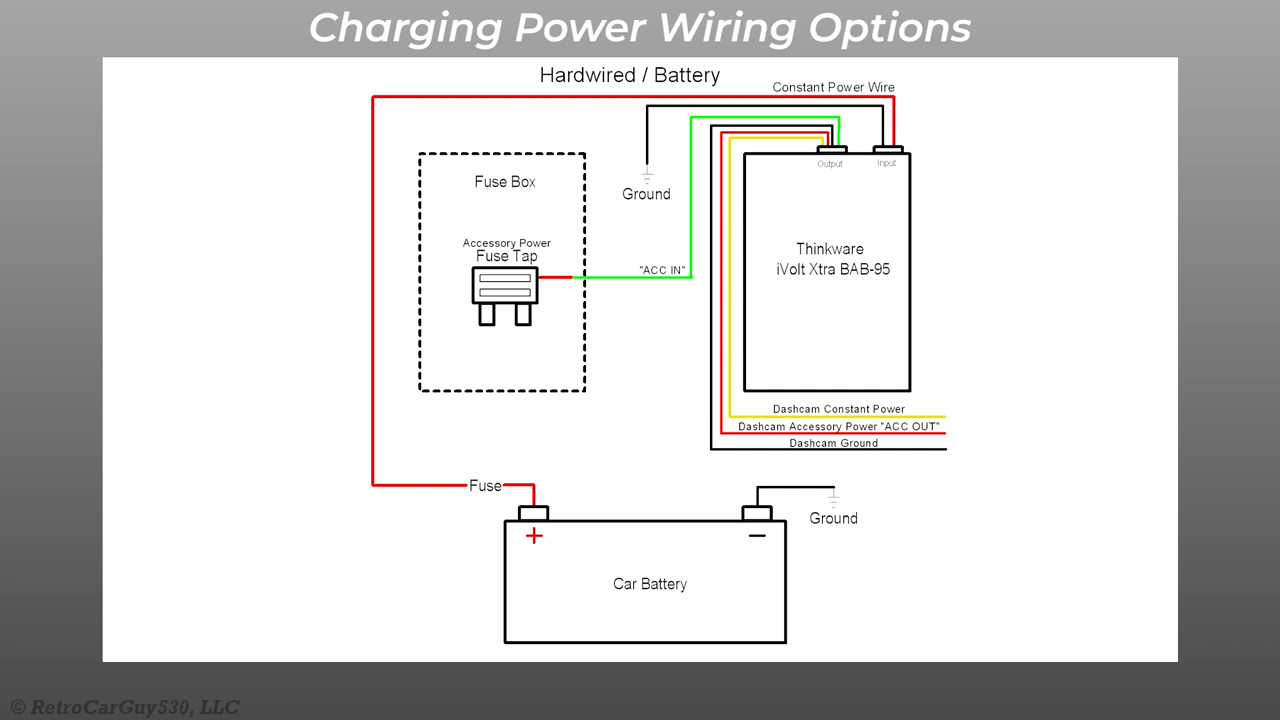 Charging Power Wiring Options
Hardwired / Battery
Constant Power Wire
Output
Input
Fuse Box
Ground
Accessory Power
Fuse Tap
"ACC IN"
Thinkware
iVolt Xtra BAB-95
Dashcam Constant Power
Dashcam Accessory Power "ACC OUT"
Dashcam Ground
Fuse
Ground
+
−
Car Battery
© RetroCarGuy530, LLC